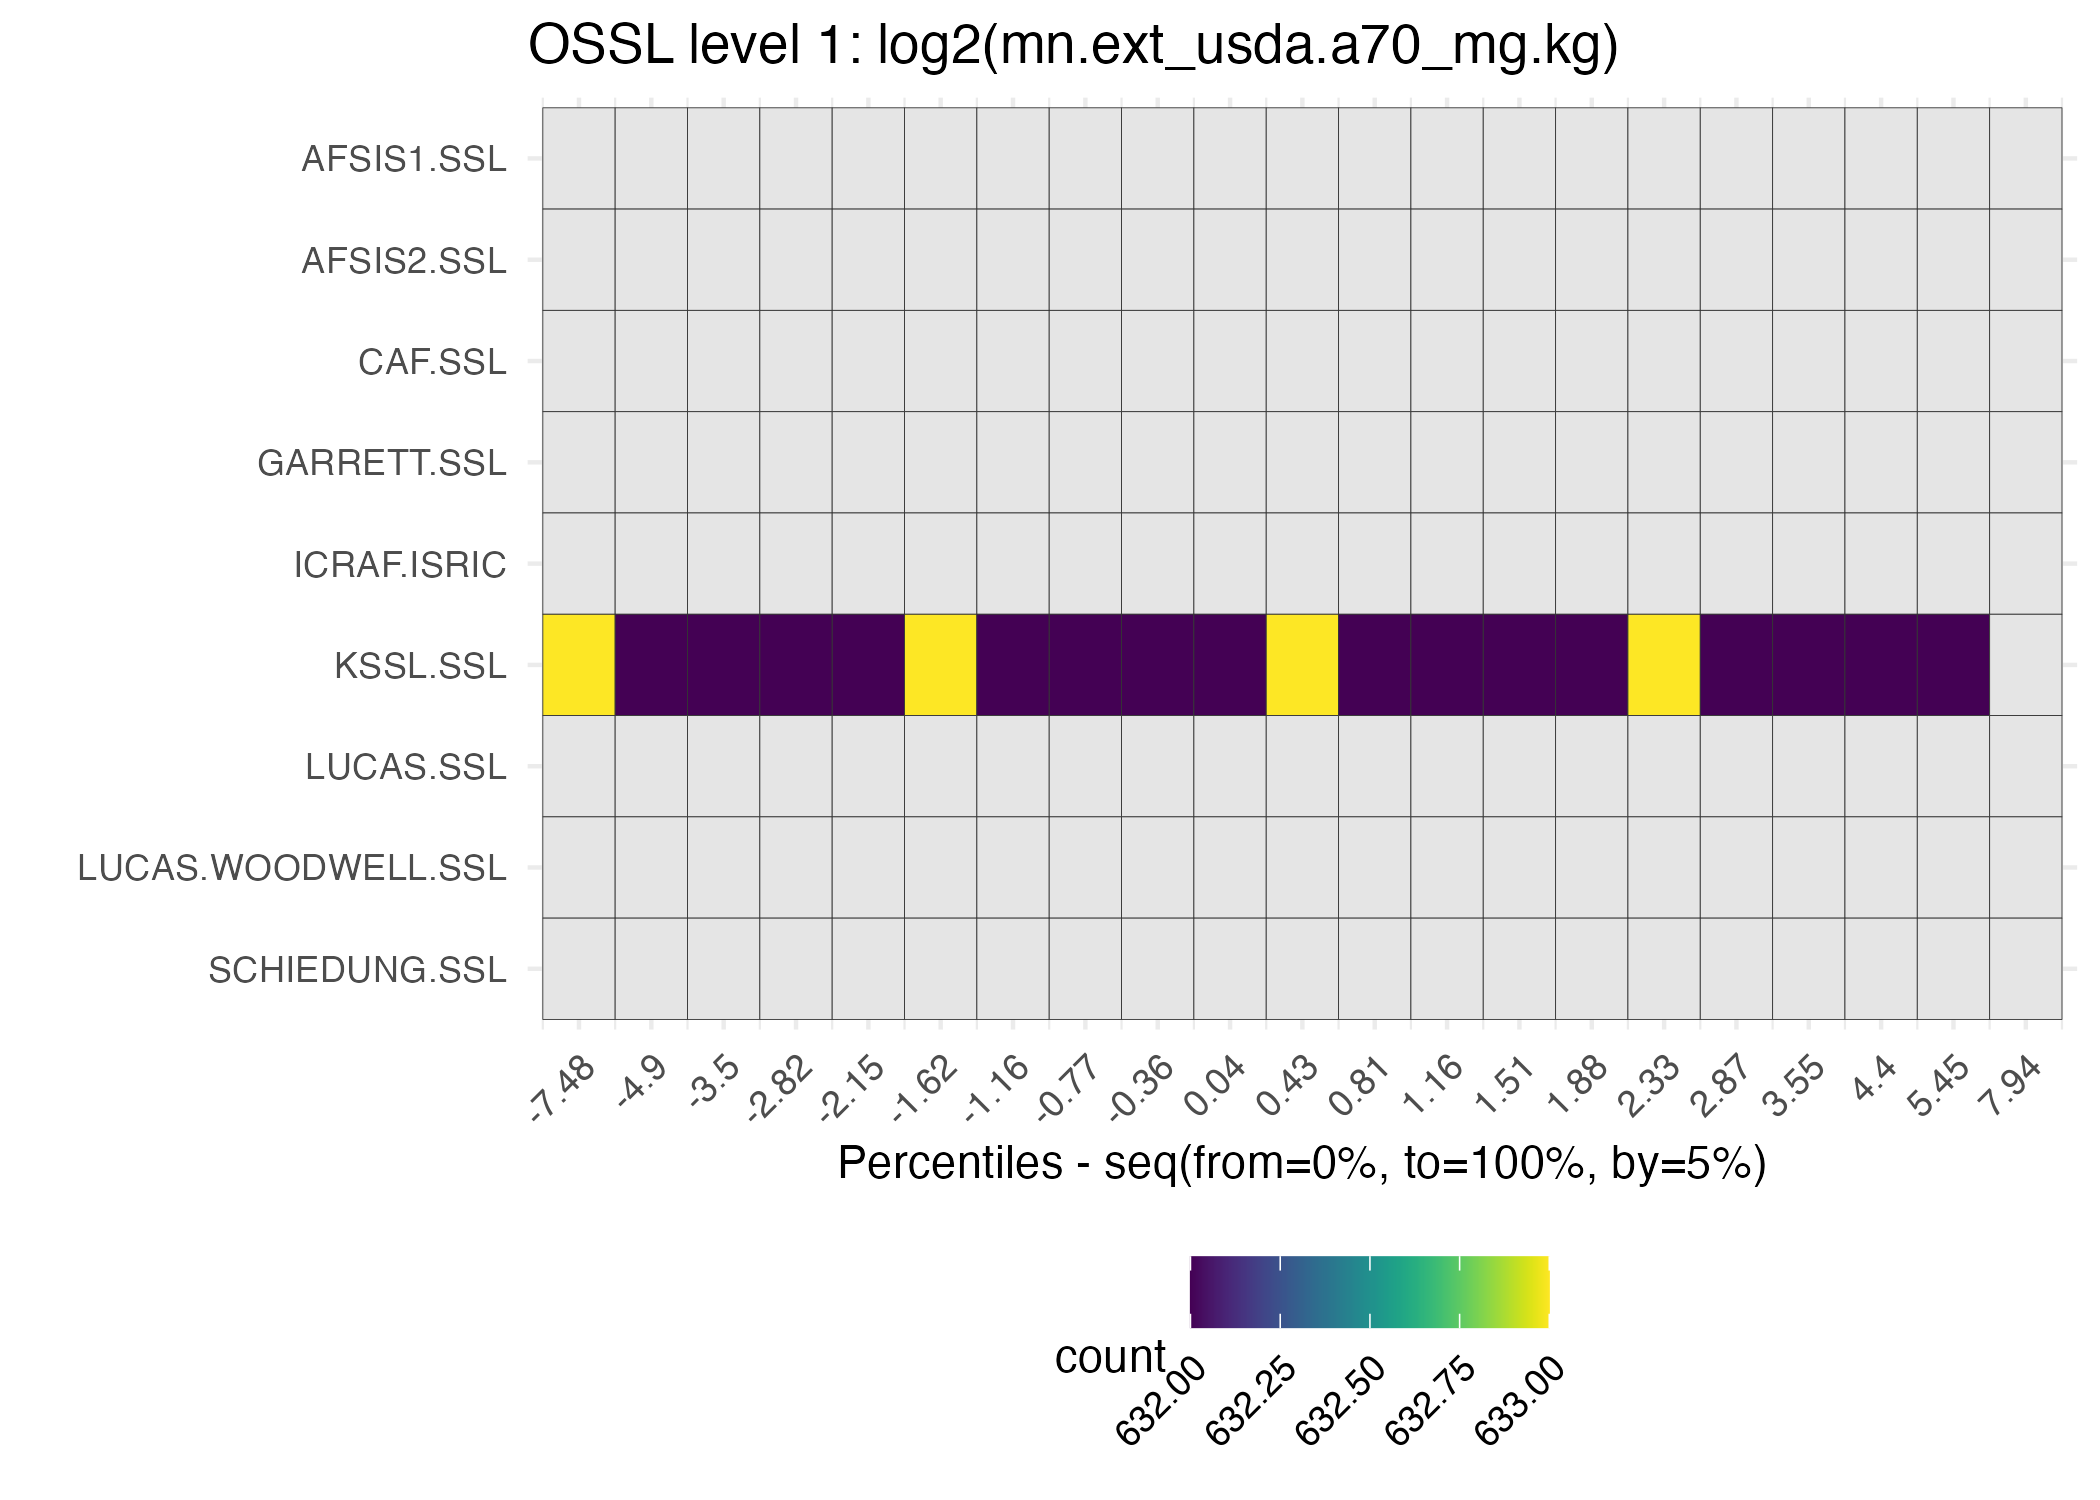 OSSL level 1: log2(mn.ext_usda.a70_mg.kg)
AFSIS1.SSL
AFSIS2.SSL
CAF.SSL
GARRETT.SSL
ICRAF.ISRIC
KSSL.SSL
LUCAS.SSL
LUCAS.WOODWELL.SSL
SCHIEDUNG.SSL
-7.48 -4.9 -3.5 -2.82 -2.15 -1.62 -1.16 -0.77 -0.36 0.04 0.43 0.81 1.16 1.51 1.88 2.33 2.87 3.55 4.4 5.45 7.94
Percentiles - seq(from=0%, to=100%, by=5%)
count
632.00 632.25 632.50 632.75 633.00